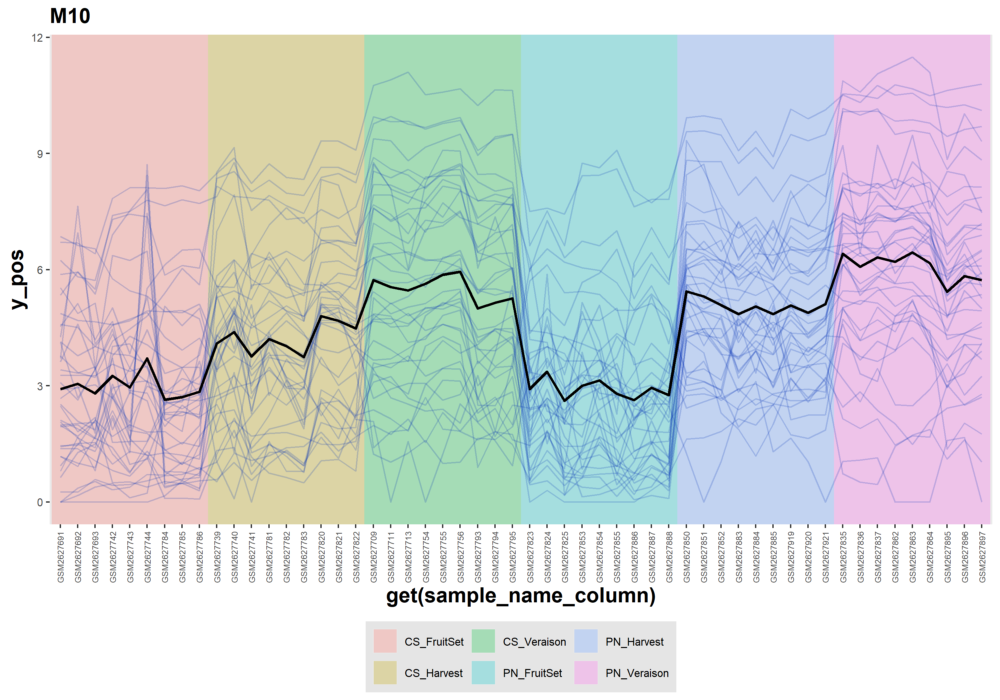 M10
12
9
6
3
0
y_pos
GSM2627691
GSM2627692
GSM2627693
GSM2627742
GSM2627743
GSM2627744
GSM2627784
GSM2627785
GSM2627786
GSM2627739
GSM2627740
GSM2627741
GSM2627781
GSM2627782
GSM2627783
GSM2627820
GSM2627821
GSM2627822
GSM2627709
GSM2627711
GSM2627713
GSM2627754
GSM2627755
GSM2627756
GSM2627793
GSM2627794
GSM2627795
GSM2627823
GSM2627824
GSM2627825
GSM2627853
GSM2627854
GSM2627855
GSM2627886
GSM2627887
GSM2627888
GSM2627850
GSM2627851
GSM2627852
GSM2627883
GSM2627884
GSM2627885
GSM2627919
GSM2627920
GSM2627921
GSM2627835
GSM2627836
GSM2627837
GSM2627862
GSM2627863
GSM2627864
GSM2627895
GSM2627896
GSM2627897
get(sample_name_column)
CS_FruitSet CS_Veraison PN_Harvest
CS_Harvest PN_FruitSet PN_Veraison